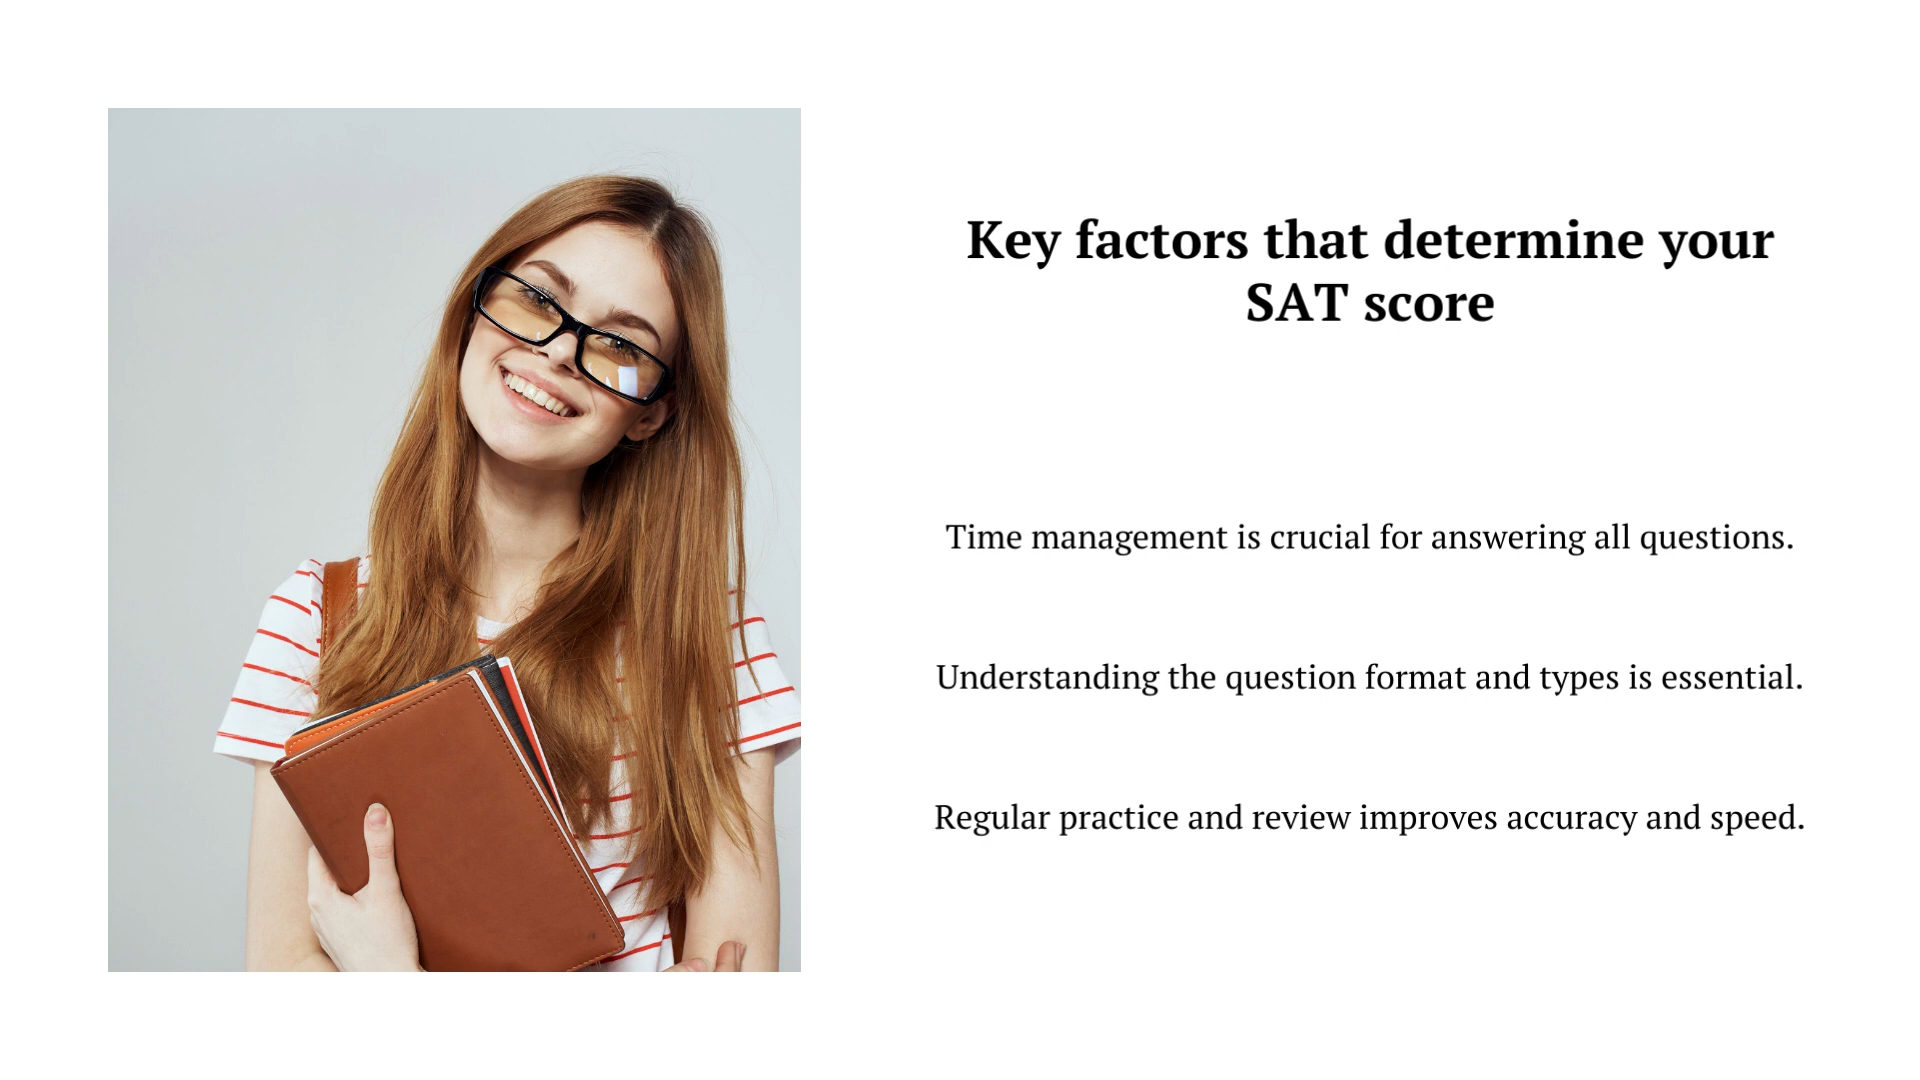 Key factors that determine your
SAT score
Time management is crucial for answering all questions.
Understanding the question format and types is essential.
Regular practice and review improves accuracy and speed.